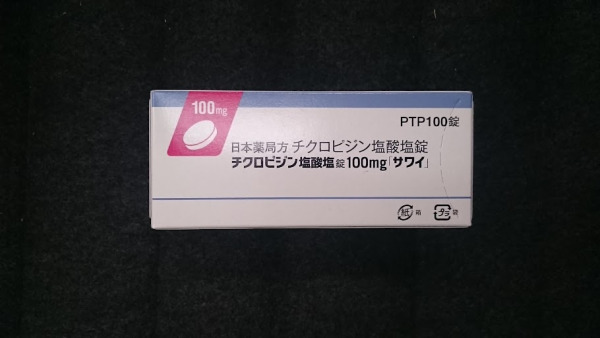 100mg
PTP100錠
日本薬局方 チクロピジン塩酸塩錠
チクロピジン塩酸塩錠100mg「サワイ」
紙 箱 プラ 袋